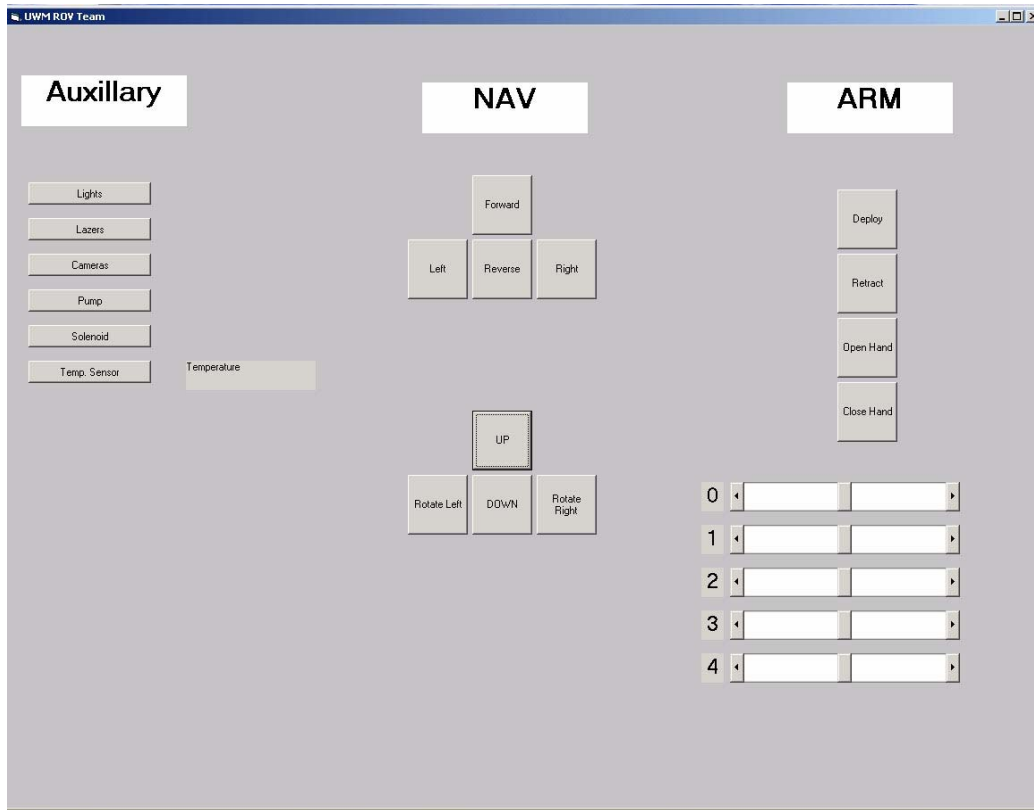 UWM ROV Team
Auxillary
NAV
ARM
Lights
Lazers
Cameras
Pump
Solenoid
Temp. Sensor
Temperature
Forward
Left
Reverse
Right
UP
Rotate Left
DOWN
Rotate
Right
Deploy
Retract
Open Hand
Close Hand
0
1
2
3
4